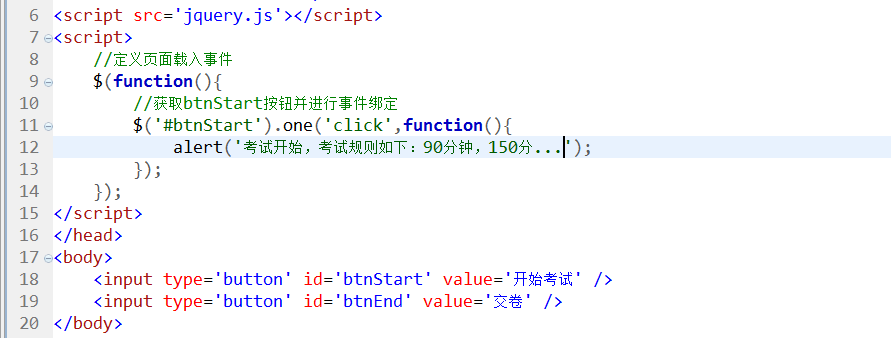 6 <script src='jquery.js'></script>
7 <script>
8 //定义页面载入事件
9 $(function(){
10 //获取btnStart按钮并进行事件绑定
11 $('#btnStart').one('click',function(){
12 alert('考试开始，考试规则如下：90分钟，150分...');
13 });
14 });
15 </script>
16 </head>
17 <body>
18 <input type='button' id='btnStart' value='开始考试' />
19 <input type='button' id='btnEnd' value='交卷' />
20 </body>